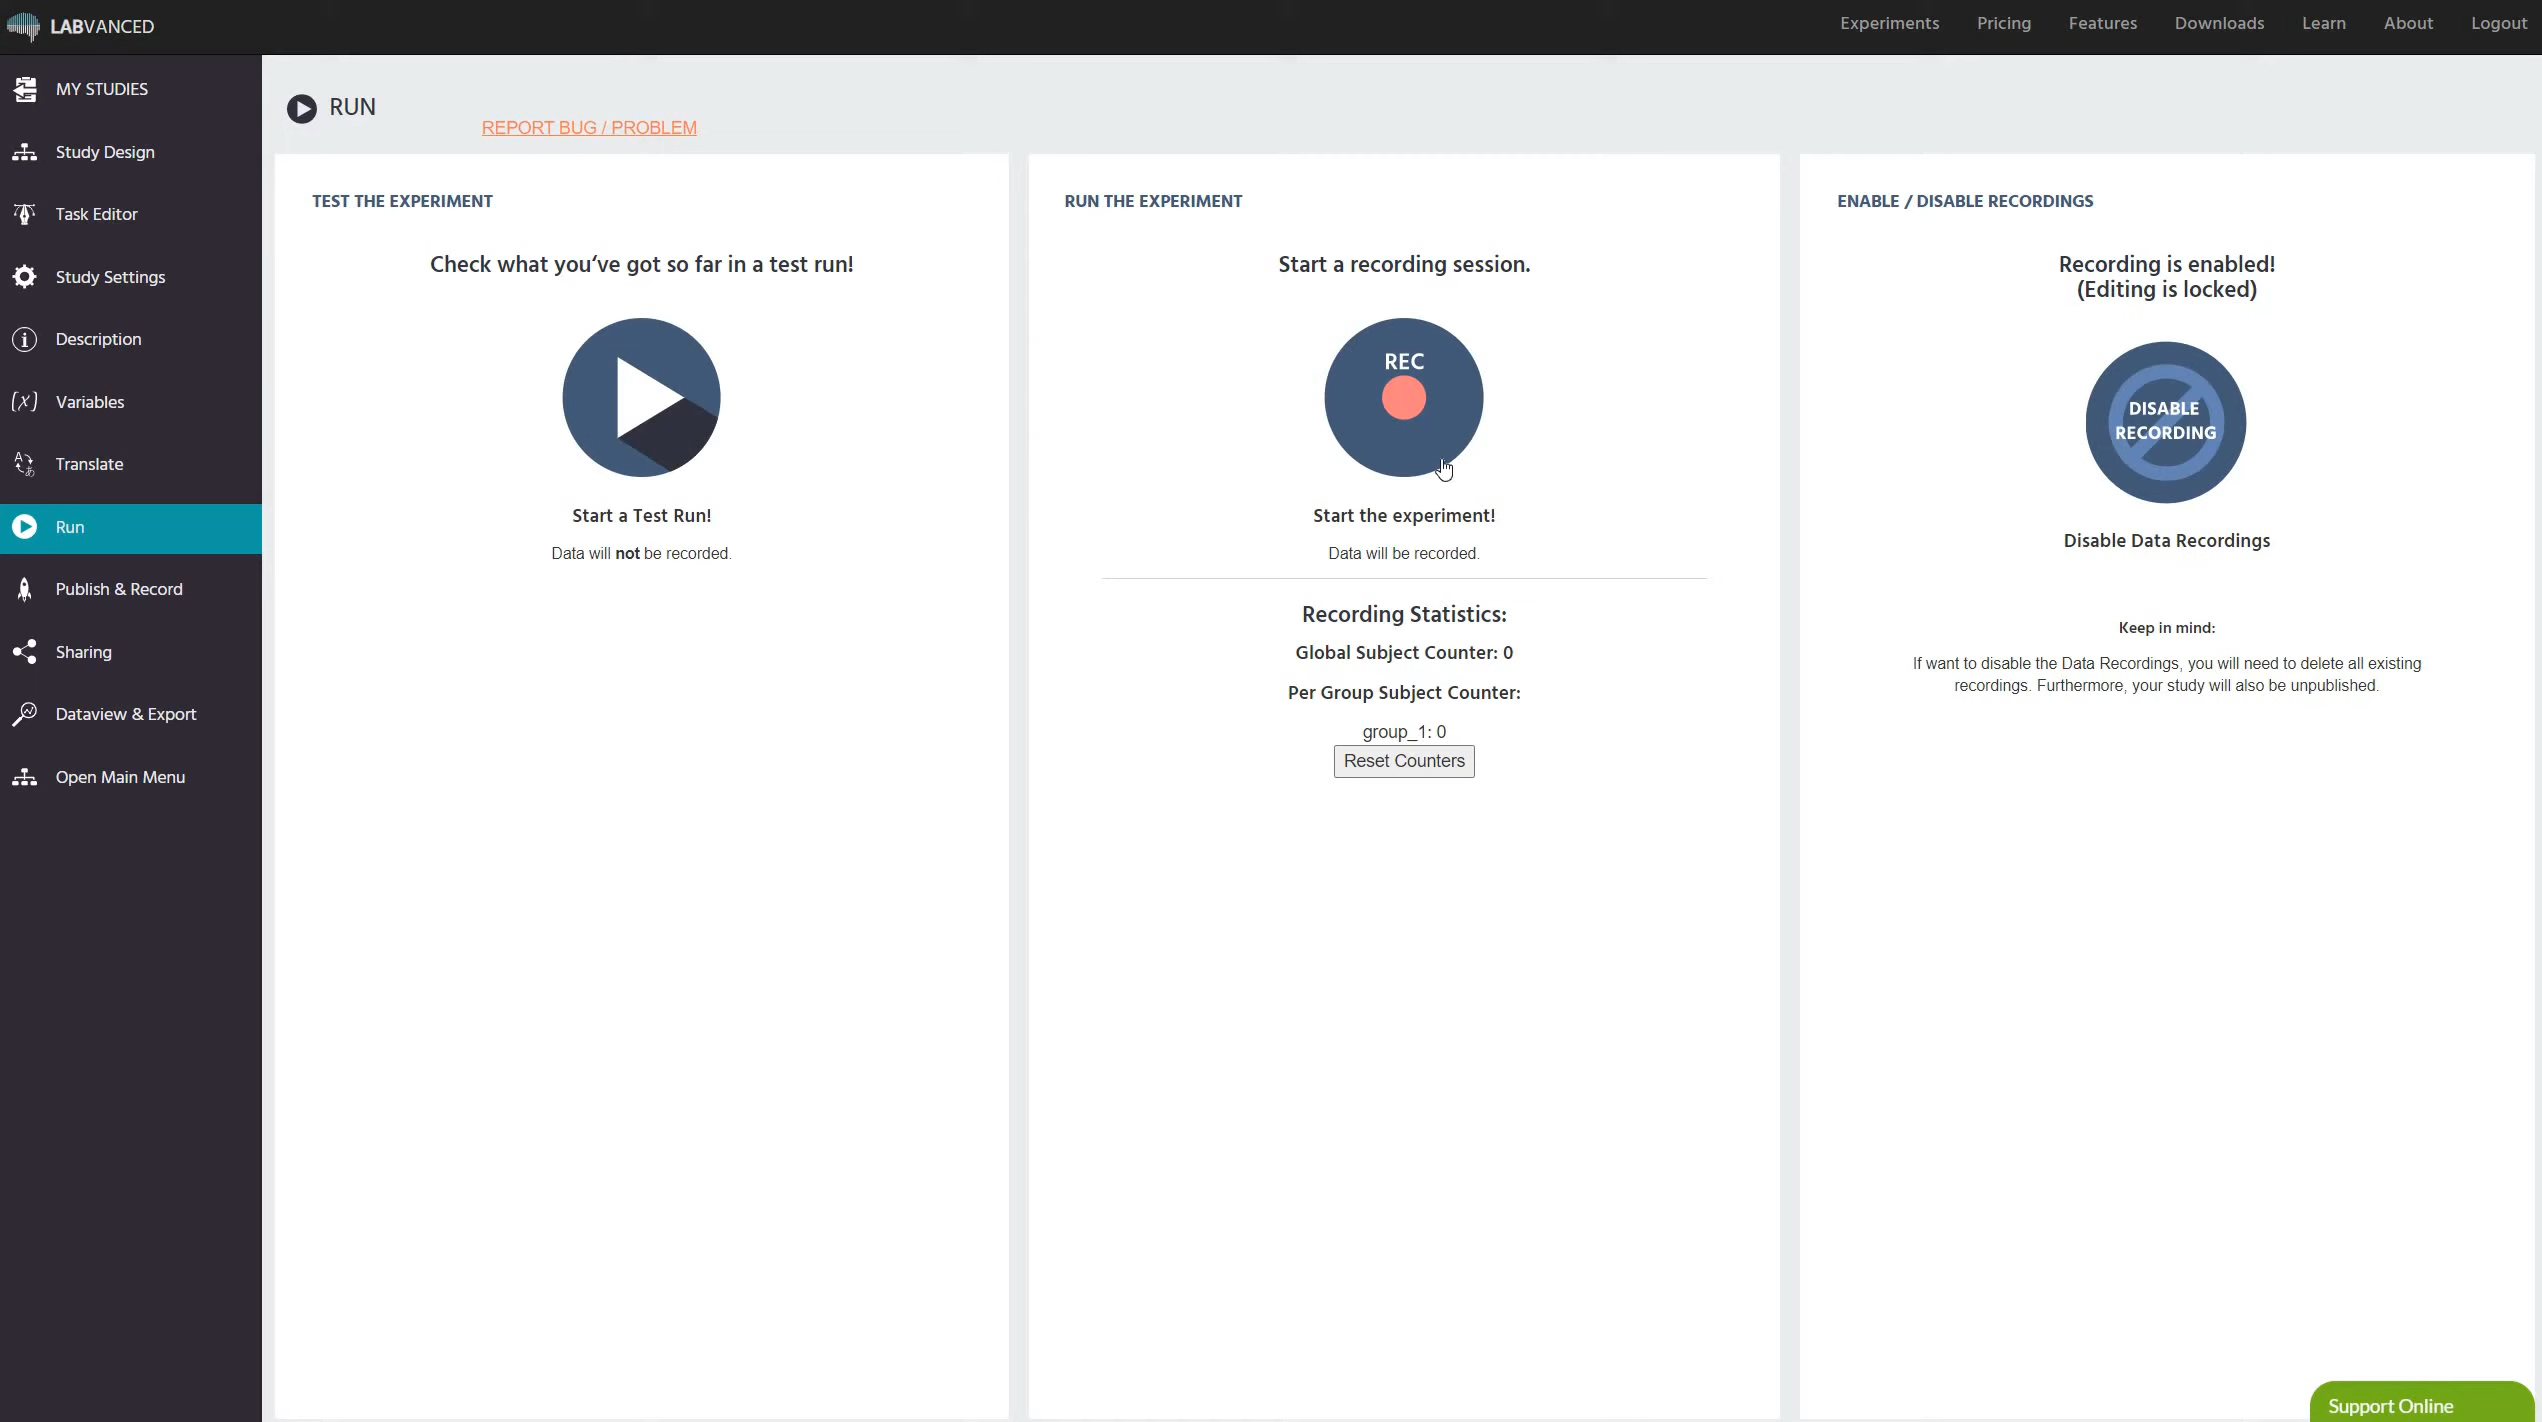 LABVANCED
Experiments
Pricing
Features
Downloads
Learn
About
Logout
MY STUDIES
Study Design
Task Editor
Study Settings
Description
Variables
Translate
Run
Publish & Record
Sharing
Dataview & Export
Open Main Menu
RUN
REPORT BUG / PROBLEM
TEST THE EXPERIMENT
Check what you‘ve got so far in a test run!
Start a Test Run!
Data will not be recorded.
RUN THE EXPERIMENT
Start a recording session.
REC
Start the experiment!
Data will be recorded.
Recording Statistics:
Global Subject Counter: 0
Per Group Subject Counter:
group_1: 0
Reset Counters
ENABLE / DISABLE RECORDINGS
Recording is enabled!
(Editing is locked)
DISABLE
RECORDING
Disable Data Recordings
Keep in mind:
If want to disable the Data Recordings, you will need to delete all existing
recordings. Furthermore, your study will also be unpublished.
Support Online